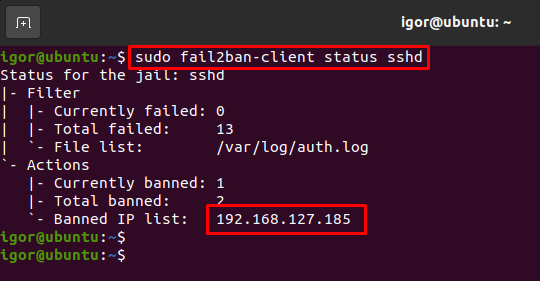 igor@ubuntu: ~
igor@ubuntu:~$ sudo fail2ban-client status sshd
Status for the jail: sshd
|- Filter
|  |- Currently failed: 0
|  |- Total failed:     13
|  `- File list:        /var/log/auth.log
`- Actions
   |- Currently banned: 1
   |- Total banned:     2
   `- Banned IP list:   192.168.127.185
igor@ubuntu:~$
igor@ubuntu:~$